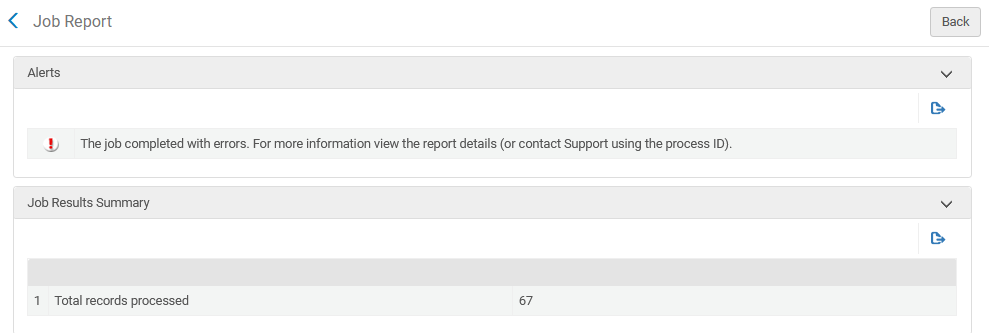 Job Report
Back
Alerts
The job completed with errors. For more information view the report details (or contact Support using the process ID).
Job Results Summary
1 Total records processed 67